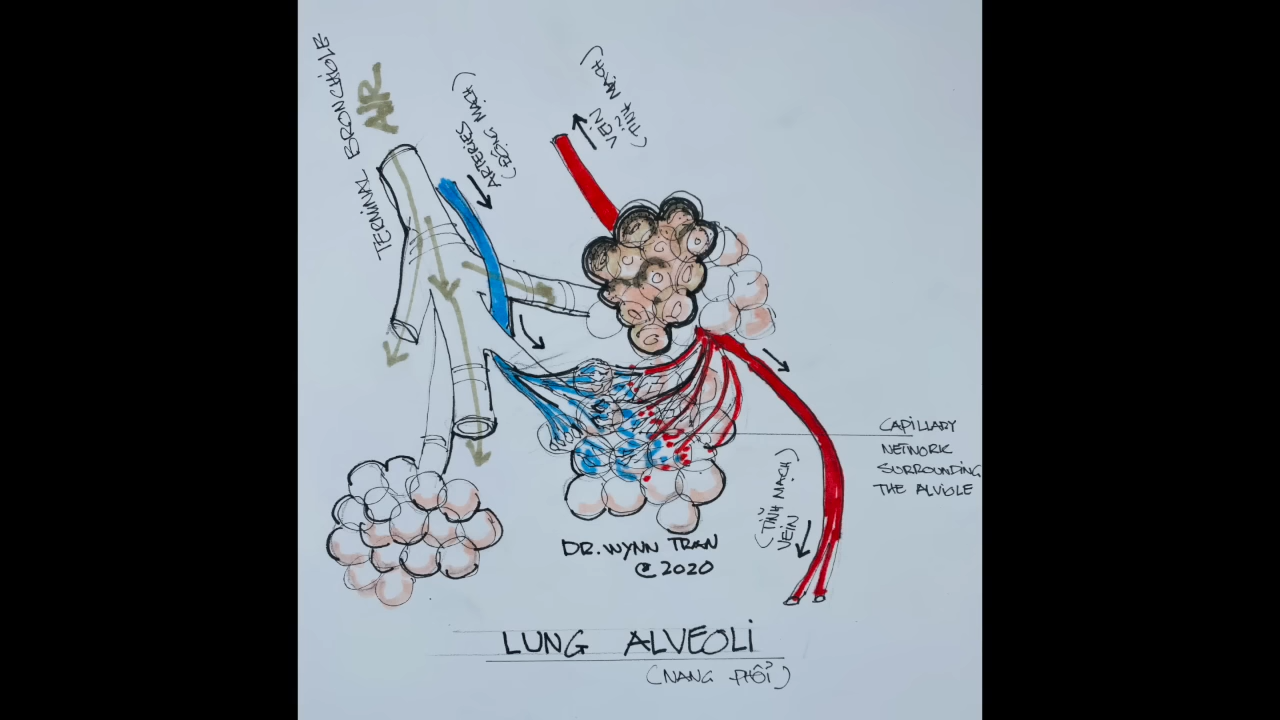 TERMINAL BRONCHIOLE
AIR
ARTERIES
(ĐỘNG MẠCH)
VEIN
(TĨNH MẠCH)
CAPILLARY
NETWORK
SURROUNDING
THE ALVIOLE
(TĨNH MẠCH)
VEIN
DR. WYNN TRAN
© 2020
LUNG ALVEOLI
(NANG PHỔI)